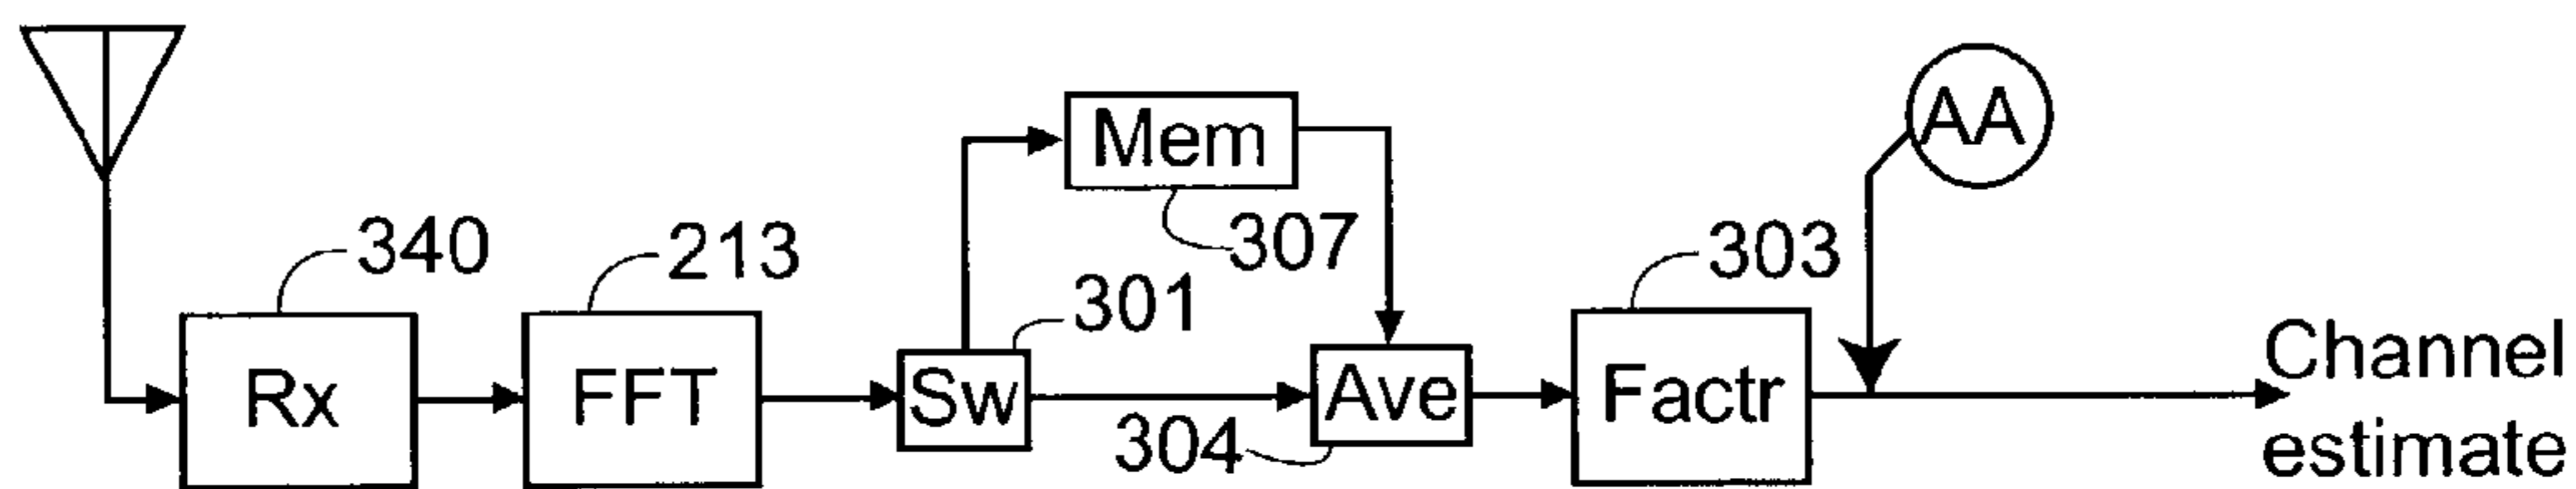 AA
Mem
340
213
307
303
301
Rx
FFT
Sw
304
Ave
Factr
Channel
estimate